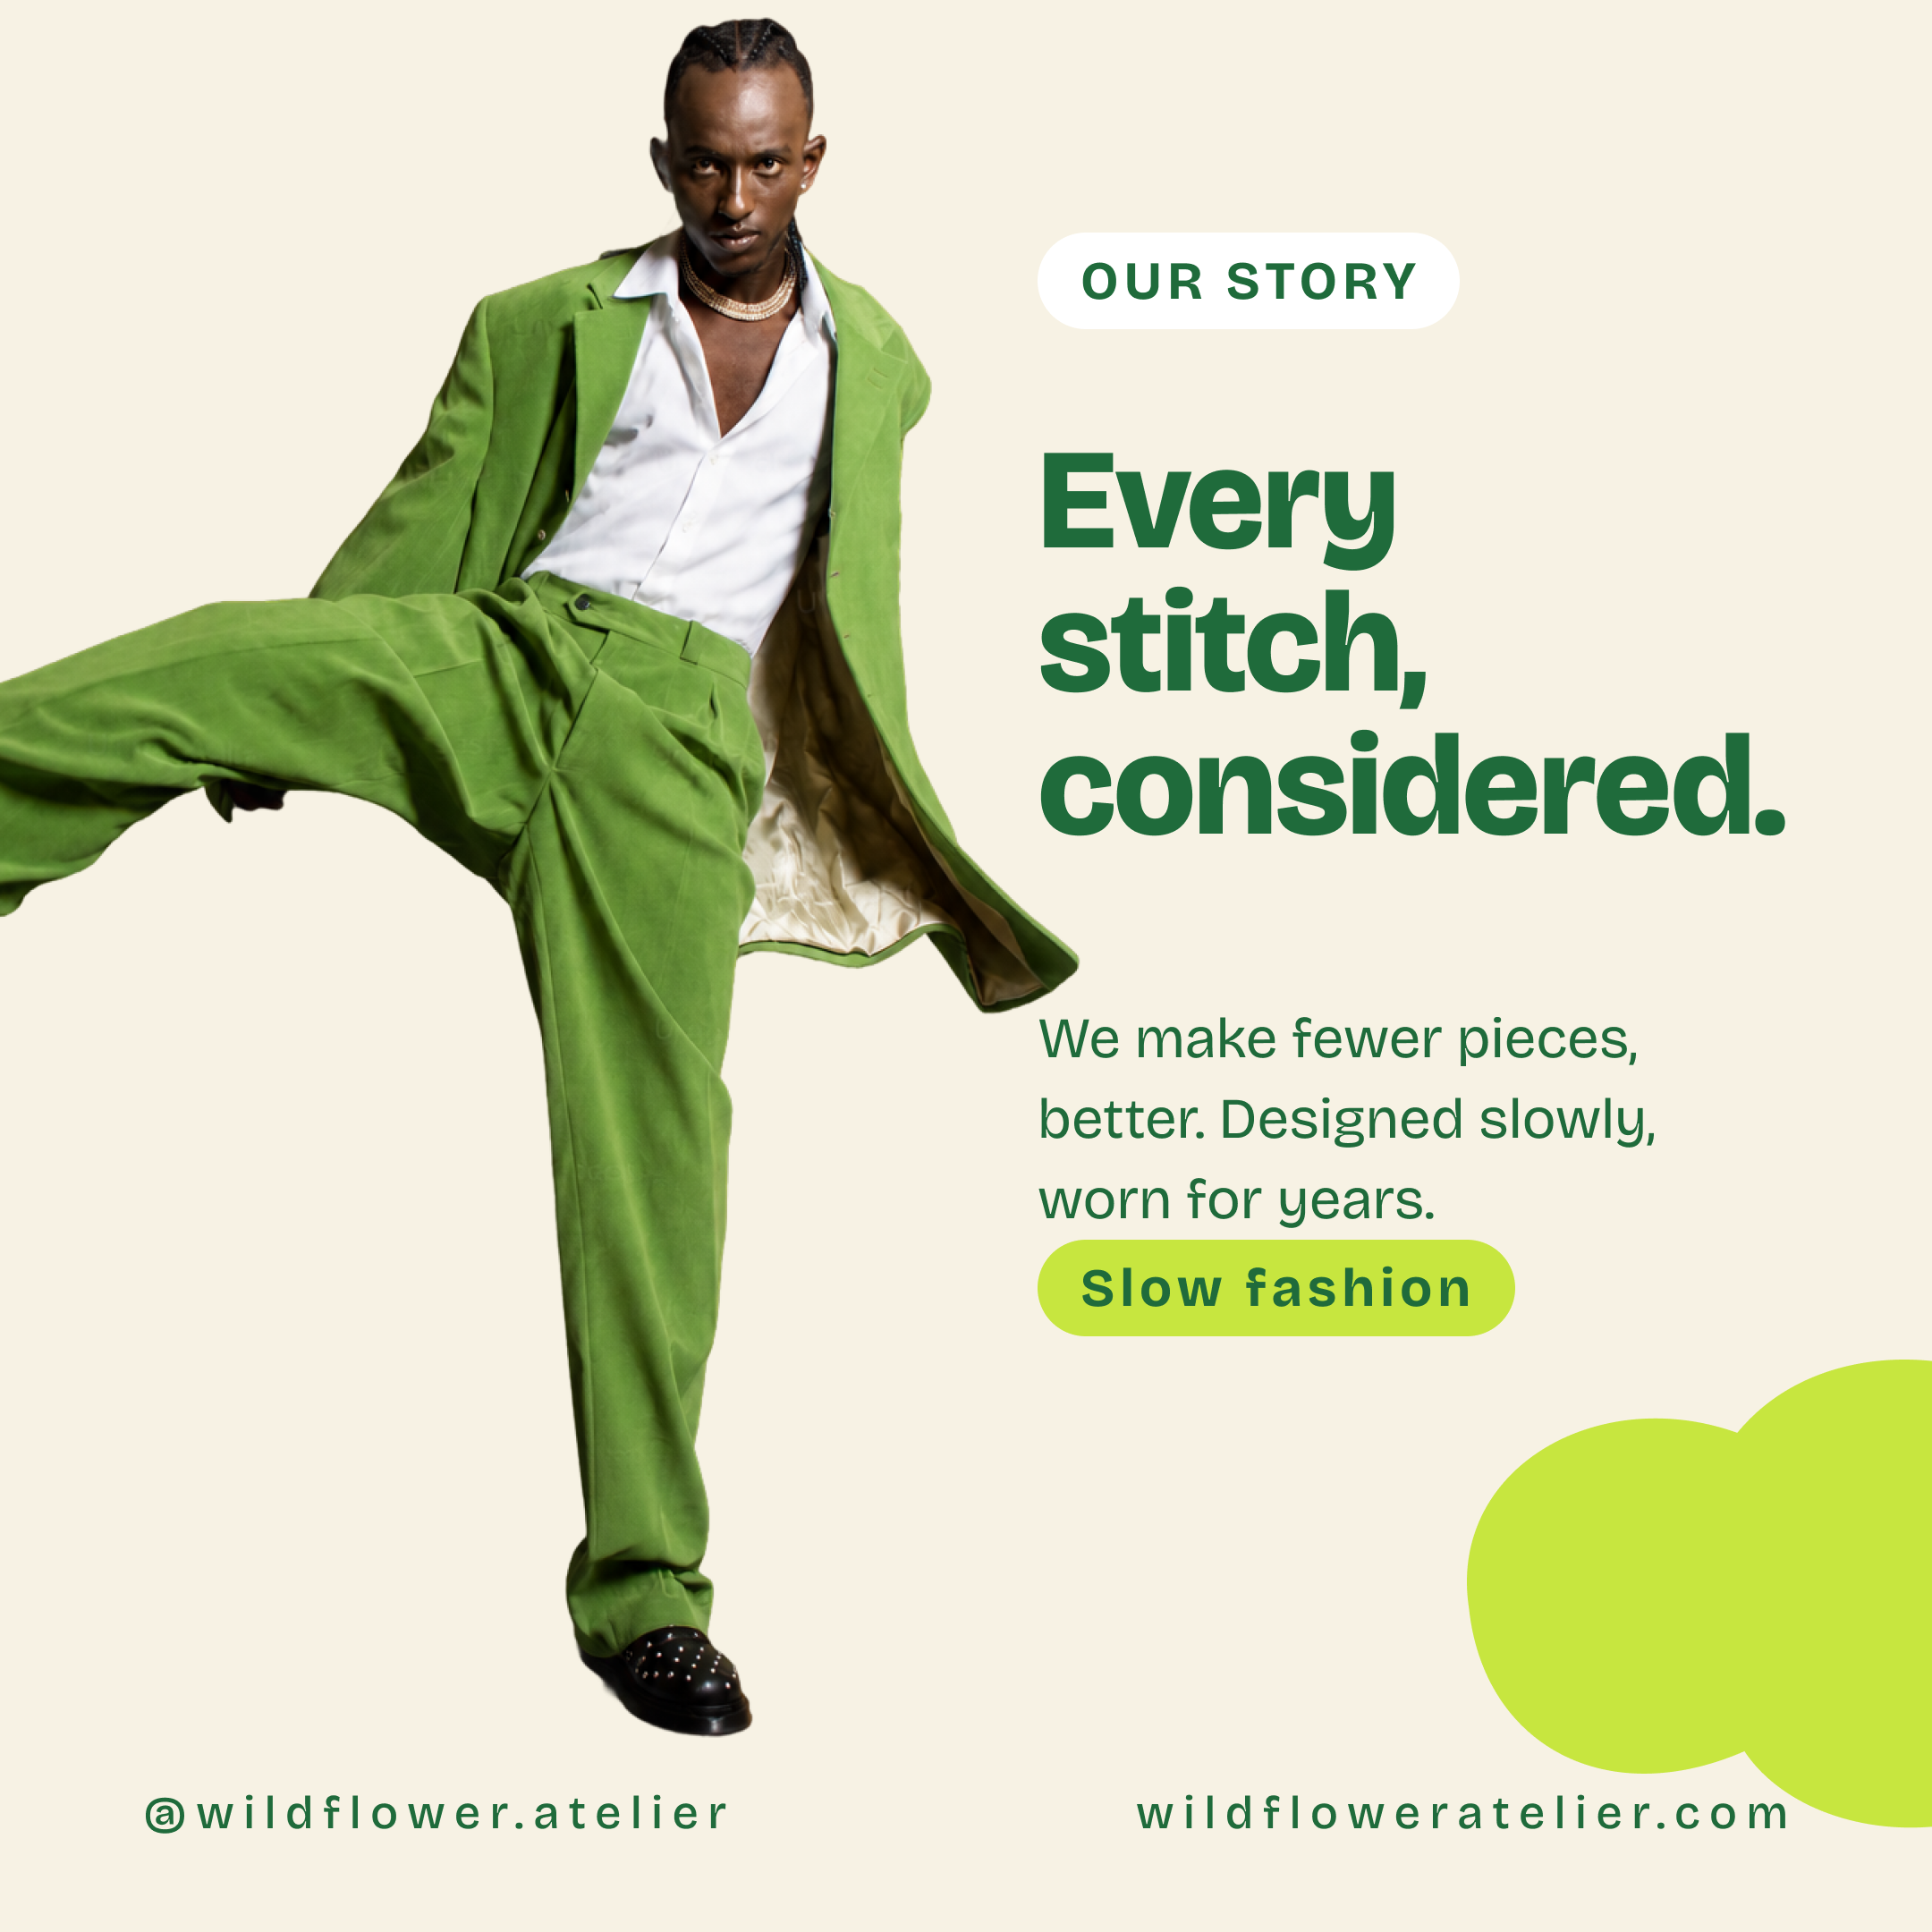 OUR STORY
Every
stitch,
considered.
We make fewer pieces,
better. Designed slowly,
worn for years.
Slow fashion
@wildflower.atelier
wildfloweratelier.com